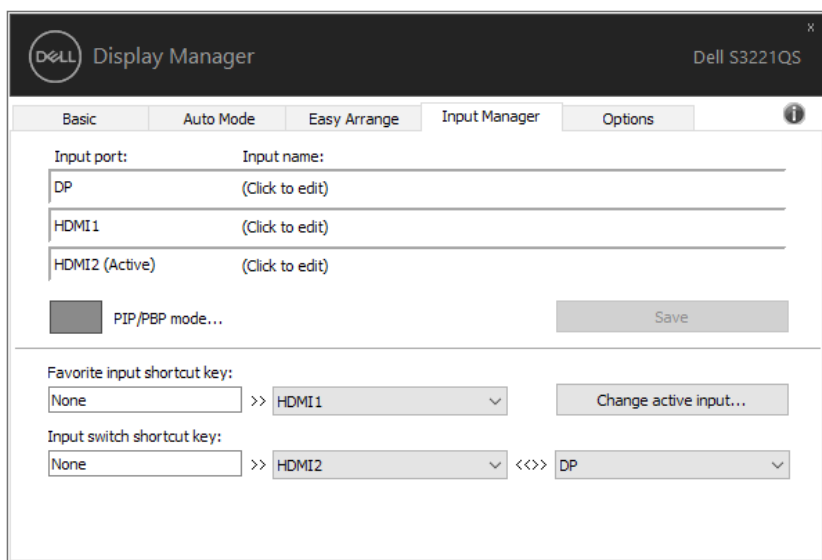 x
DELL Display Manager Dell S3221QS
Basic Auto Mode Easy Arrange Input Manager Options i
Input port: Input name:
DP (Click to edit)
HDMI1 (Click to edit)
HDMI2 (Active) (Click to edit)
PIP/PBP mode... Save
Favorite input shortcut key:
None >> HDMI1 Change active input...
Input switch shortcut key:
None >> HDMI2 <<>> DP